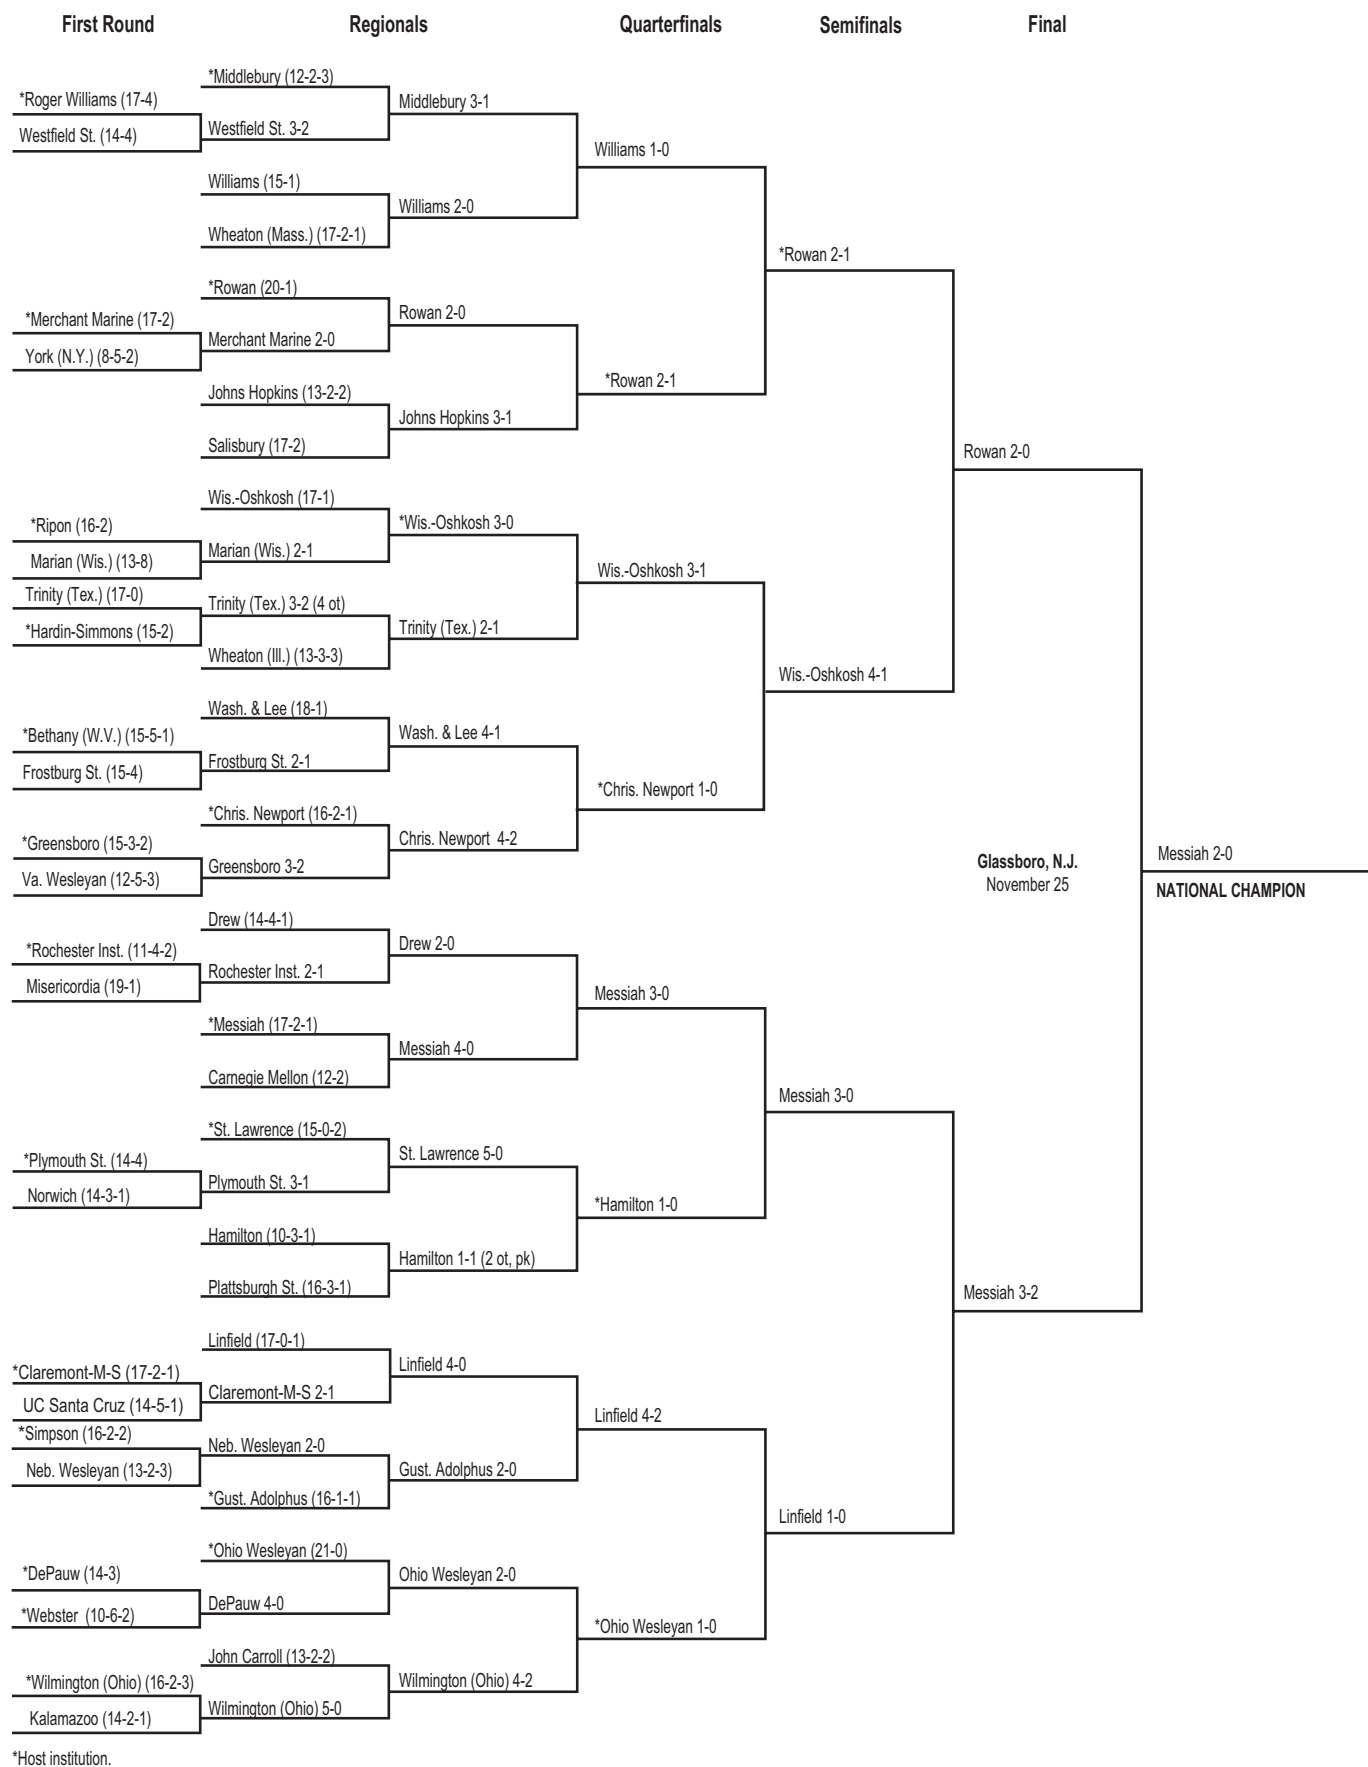 First Round
Regionals
Quarterfinals
Semifinals
Final
*Middlebury (12-2-3)
*Roger Williams (17-4)
Middlebury 3-1
Westfield St. (14-4)
Westfield St. 3-2
Williams 1-0
Williams (15-1)
Williams 2-0
Wheaton (Mass.) (17-2-1)
*Rowan 2-1
*Rowan (20-1)
*Merchant Marine (17-2)
Rowan 2-0
Merchant Marine 2-0
York (N.Y.) (8-5-2)
*Rowan 2-1
Johns Hopkins (13-2-2)
Johns Hopkins 3-1
Salisbury (17-2)
Rowan 2-0
Wis.-Oshkosh (17-1)
*Ripon (16-2)
*Wis.-Oshkosh 3-0
Marian (Wis.) 2-1
Marian (Wis.) (13-8)
Wis.-Oshkosh 3-1
Trinity (Tex.) (17-0)
Trinity (Tex.) 3-2 (4 ot)
*Hardin-Simmons (15-2)
Trinity (Tex.) 2-1
Wheaton (Ill.) (13-3-3)
Wis.-Oshkosh 4-1
Wash. & Lee (18-1)
*Bethany (W.V.) (15-5-1)
Wash. & Lee 4-1
Frostburg St. 2-1
Frostburg St. (15-4)
*Chris. Newport 1-0
*Chris. Newport (16-2-1)
*Greensboro (15-3-2)
Chris. Newport 4-2
Greensboro 3-2
Va. Wesleyan (12-5-3)
Glassboro, N.J.
November 25
Messiah 2-0
NATIONAL CHAMPION
Drew (14-4-1)
*Rochester Inst. (11-4-2)
Drew 2-0
Rochester Inst. 2-1
Misericordia (19-1)
Messiah 3-0
*Messiah (17-2-1)
Messiah 4-0
Carnegie Mellon (12-2)
Messiah 3-0
*St. Lawrence (15-0-2)
*Plymouth St. (14-4)
St. Lawrence 5-0
Plymouth St. 3-1
Norwich (14-3-1)
*Hamilton 1-0
Hamilton (10-3-1)
Hamilton 1-1 (2 ot, pk)
Plattsburgh St. (16-3-1)
Messiah 3-2
Linfield (17-0-1)
*Claremont-M-S (17-2-1)
Linfield 4-0
Claremont-M-S 2-1
UC Santa Cruz (14-5-1)
Linfield 4-2
*Simpson (16-2-2)
Neb. Wesleyan 2-0
Neb. Wesleyan (13-2-3)
Gust. Adolphus 2-0
*Gust. Adolphus (16-1-1)
Linfield 1-0
*Ohio Wesleyan (21-0)
*DePauw (14-3)
Ohio Wesleyan 2-0
DePauw 4-0
*Webster (10-6-2)
*Ohio Wesleyan 1-0
John Carroll (13-2-2)
*Wilmington (Ohio) (16-2-3)
Wilmington (Ohio) 4-2
Wilmington (Ohio) 5-0
Kalamazoo (14-2-1)
*Host institution.